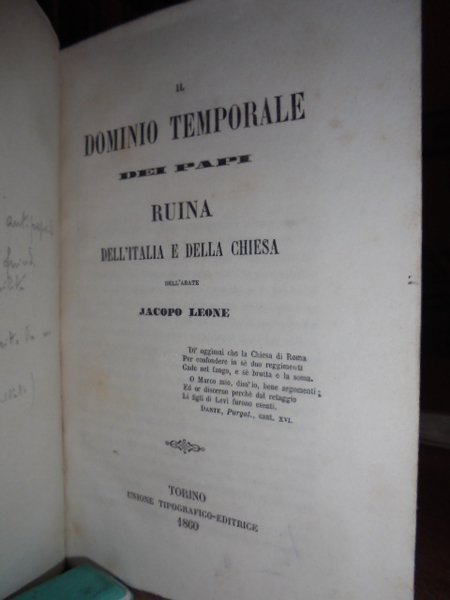 IL
DOMINIO TEMPORALE
DEI PAPI
RUINA
DELL'ITALIA E DELLA CHIESA
DELL'ABATE
JACOPO LEONE
Di' oggimai che la Chiesa di Roma
Per confondere in sè duo reggimenti
Cade nel fango, e sè brutta e la soma.
O Marco mio, diss'io, bene argomenti;
Ed or discerno perchè dal retaggio
Li figli di Levi furono esenti.
DANTE, Purgat., cant. XVI.
TORINO
UNIONE TIPOGRAFICO-EDITRICE
1860